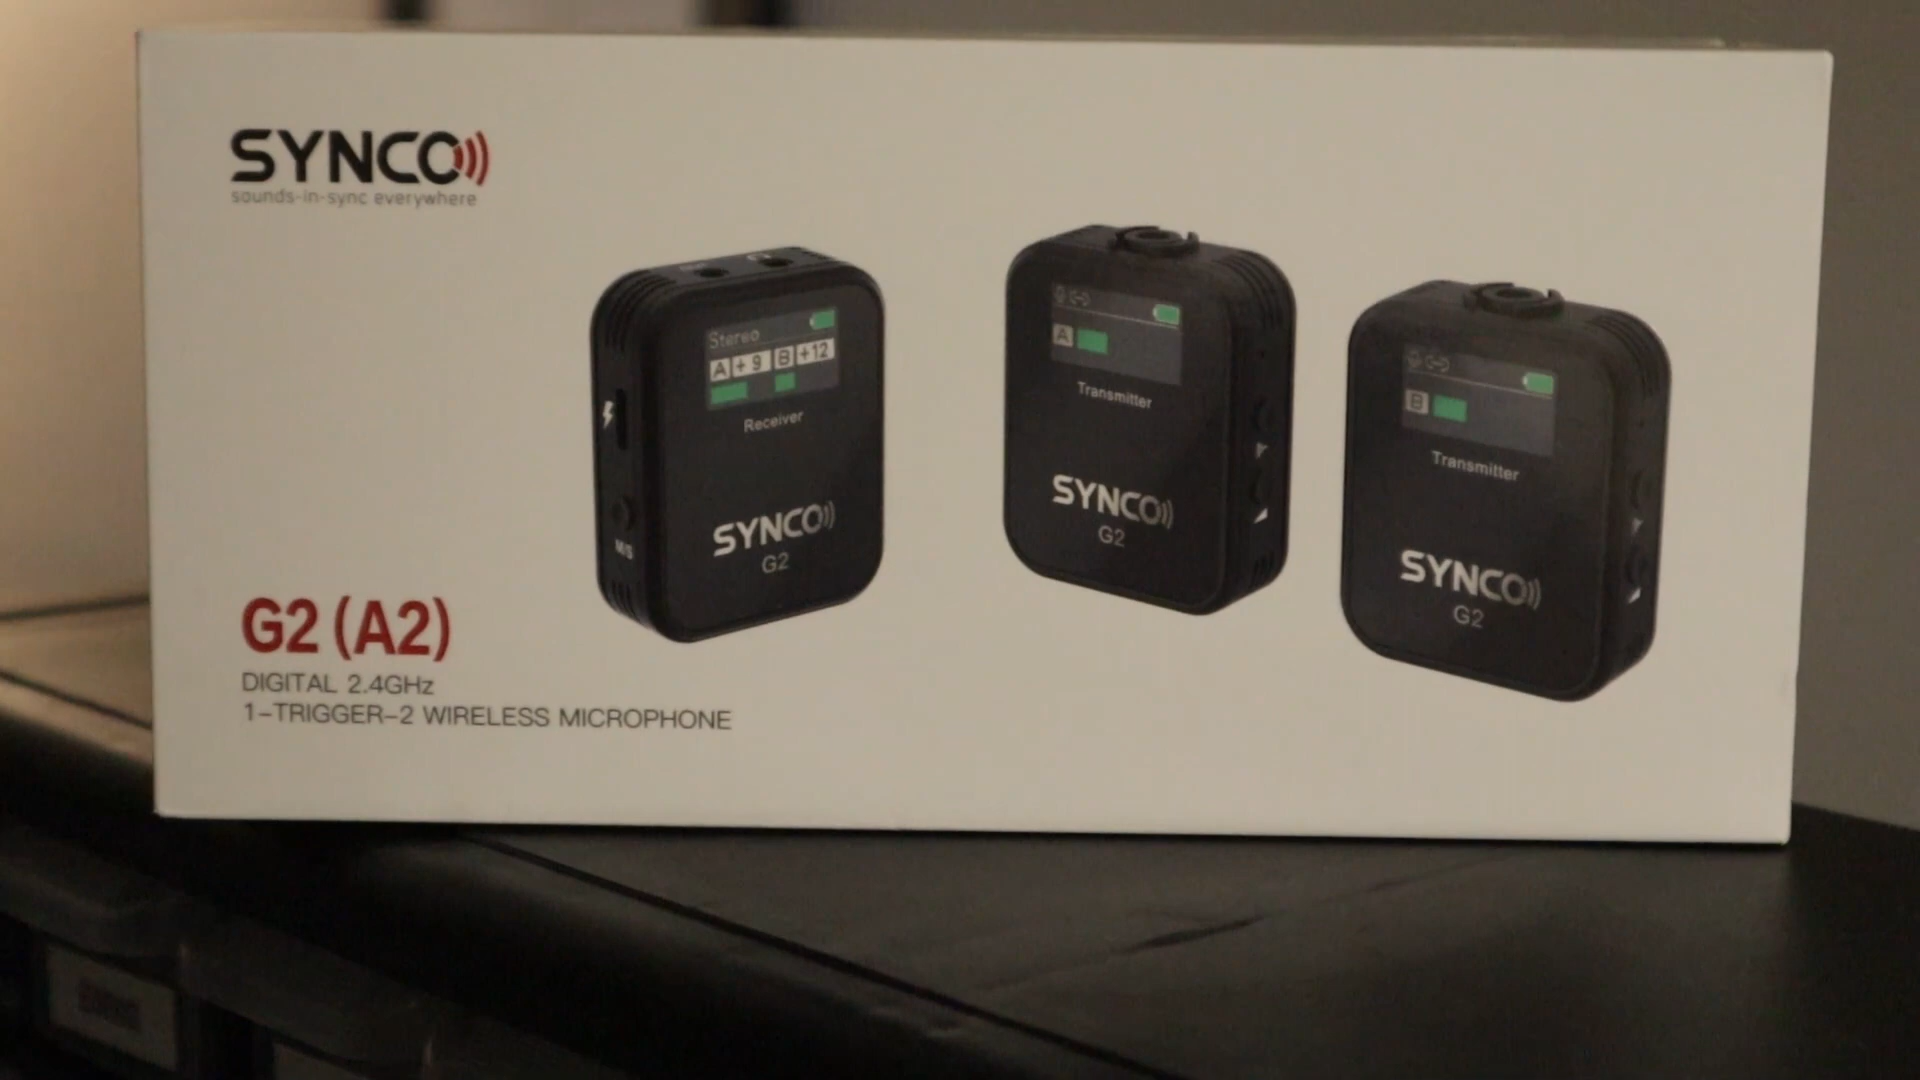 SYNCO
sounds-in-sync everywhere
Stereo
A +9 B +12
Receiver
SYNCO
G2
A
Transmitter
SYNCO
G2
B
Transmitter
SYNCO
G2
M/S
G2 (A2)
DIGITAL 2.4GHz
1-TRIGGER-2 WIRELESS MICROPHONE